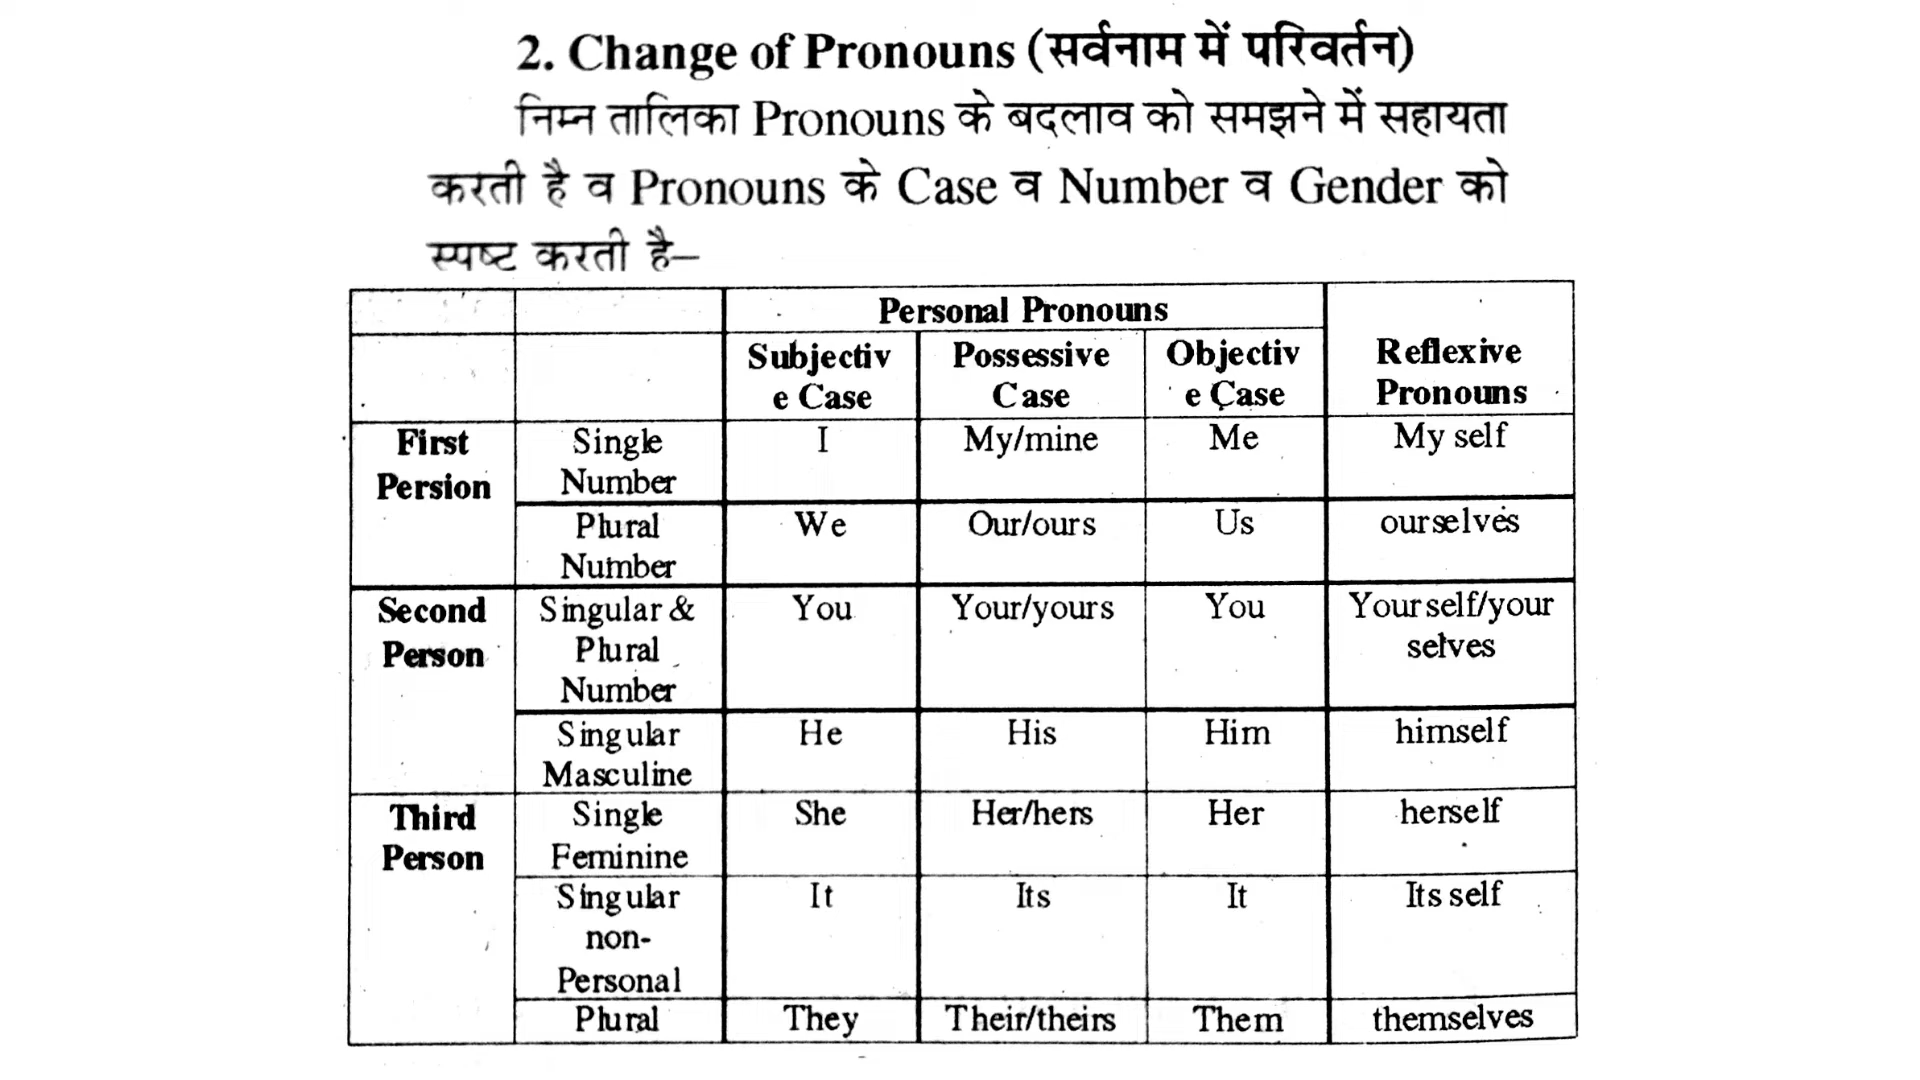 2. Change of Pronouns (सर्वनाम में परिवर्तन)
निम्न तालिका Pronouns के बदलाव को समझने में सहायता
करती है व Pronouns के Case व Number व Gender को
स्पष्ट करती है–
Personal Pronouns
Subjectiv Possessive Objectiv Reflexive
e Case Case e Case Pronouns
First Single I My/mine Me My self
Persion Number
Plural We Our/ours Us ourselves
Number
Second Singular & You Your/yours You Yourself/your
Person Plural selves
Number
Singular He His Him himself
Masculine
Third Single She Her/hers Her herself
Person Feminine
Singular It Its It Its self
non-
Personal
Plural They Their/theirs Them themselves